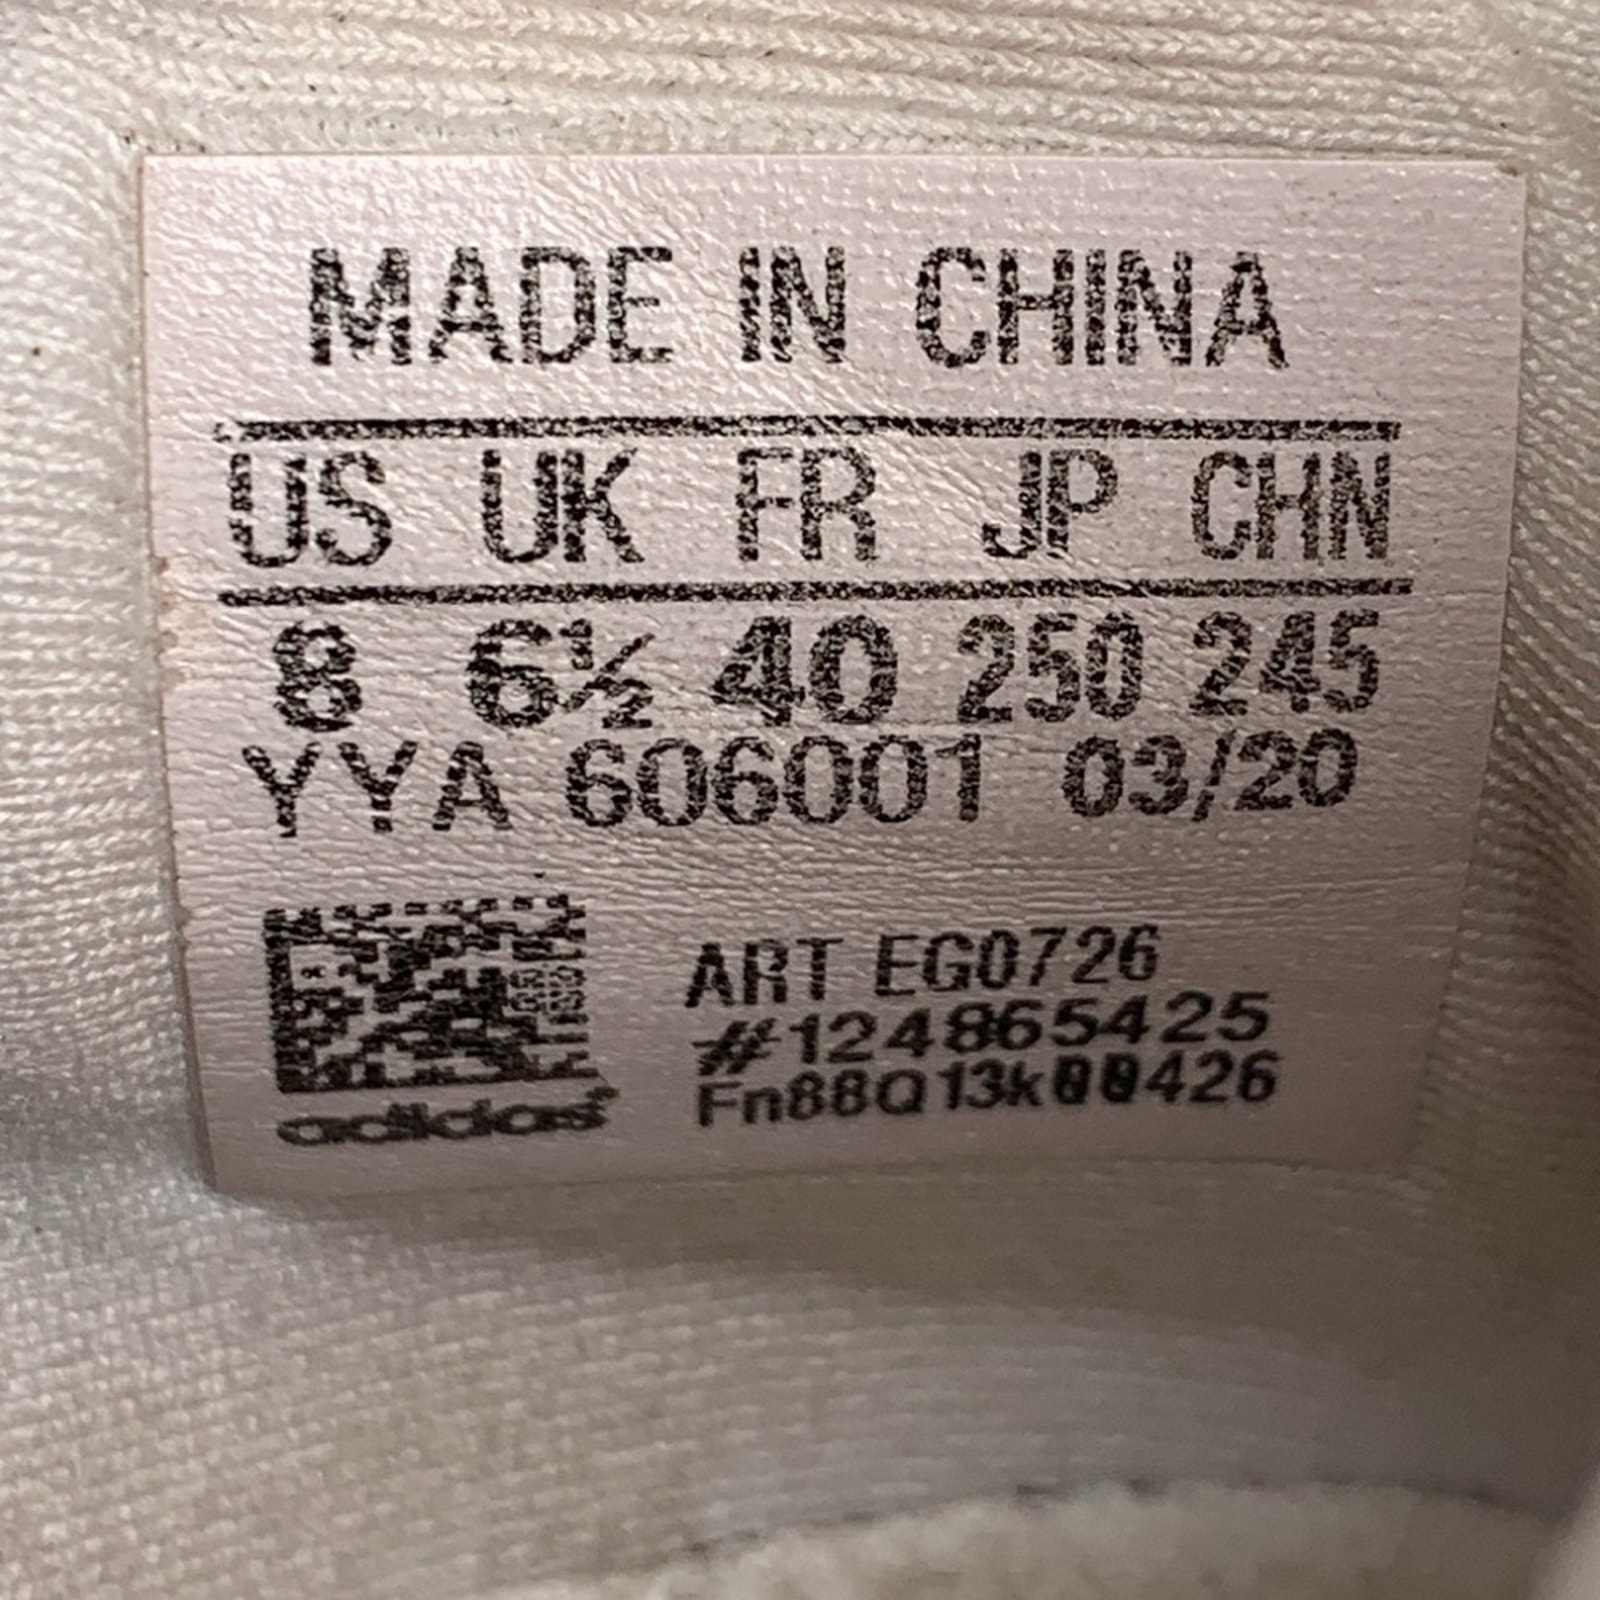 MADE IN CHINA
US UK FR JP CHN
8 6½ 40 250 245
YYA 606001 03/20
ART EG0726
#124865425
Fn88Q13k00426
adidas